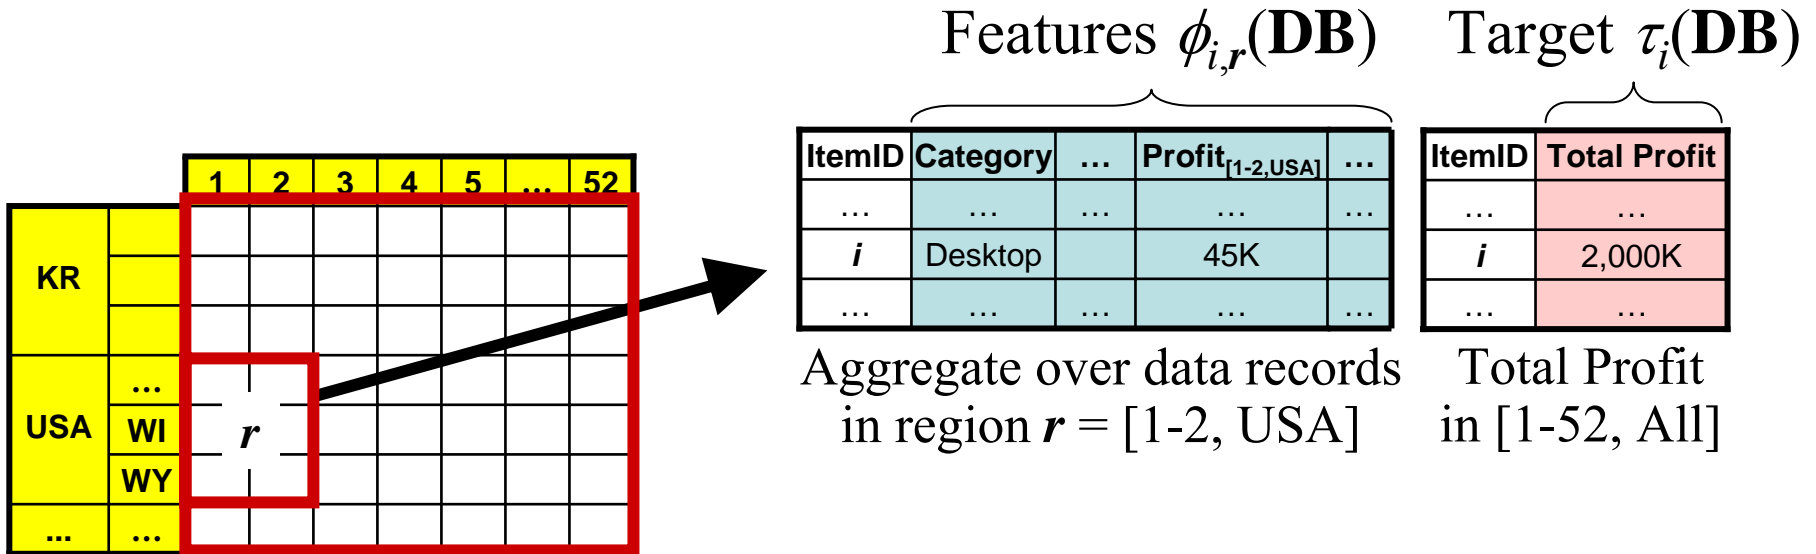 Features ϕi,r(DB) Target τi(DB)
ItemID Category ... Profit[1-2,USA] ...
... ... ... ... ...
i Desktop 45K
... ... ... ... ...
ItemID Total Profit
... ...
i 2,000K
... ...
Aggregate over data records
in region r = [1-2, USA]
Total Profit
in [1-52, All]
1 2 3 4 5 ... 52
KR
USA ...
WI r
WY
... ...